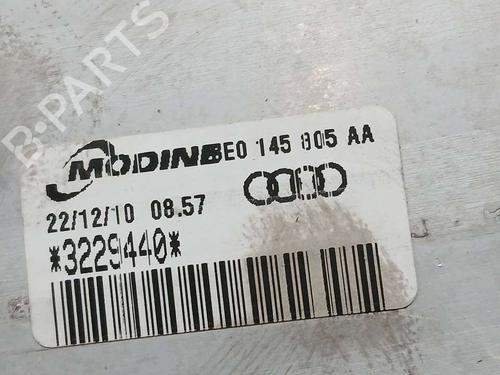 B-PARTS
MODINE 8E0 145 805 AA
22/12/10 08.57
*3229440*